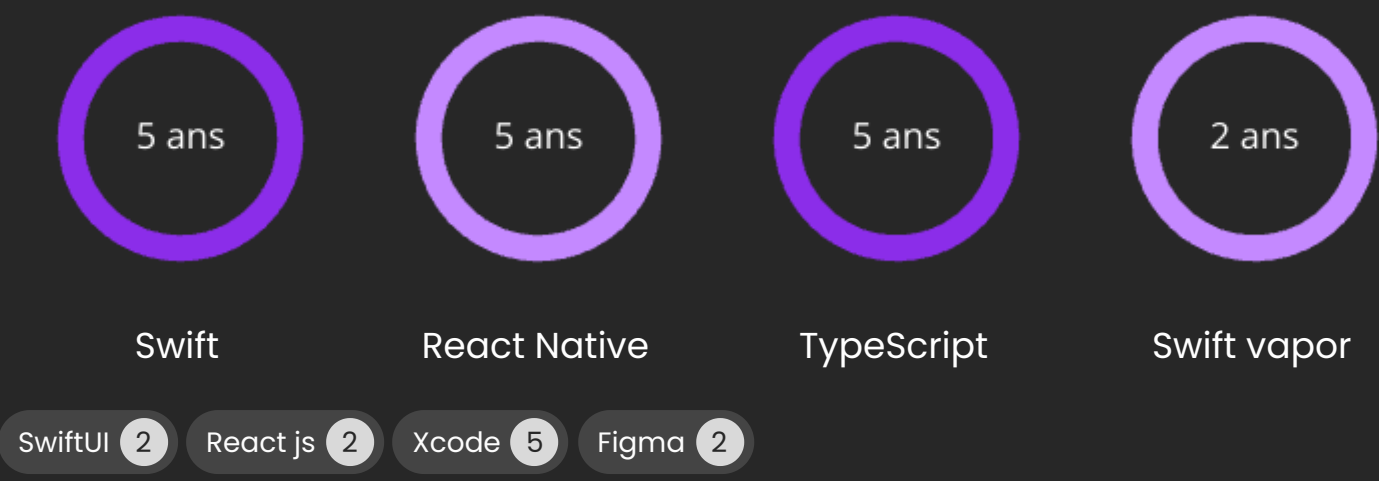 5 ans 5 ans 5 ans 2 ans
Swift React Native TypeScript Swift vapor
SwiftUI 2 React js 2 Xcode 5 Figma 2